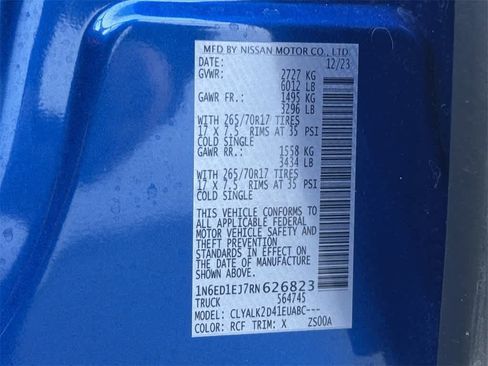 MFD BY NISSAN MOTOR CO., LTD.
DATE: 12/23
GVWR: 2727 KG
6012 LB
GAWR FR.: 1495 KG
3296 LB
WITH 265/70R17 TIRES
17 X 7.5 RIMS AT 35 PSI
COLD SINGLE
GAWR RR.: 1558 KG
3434 LB
WITH 265/70R17 TIRES
17 X 7.5 RIMS AT 35 PSI
COLD SINGLE
THIS VEHICLE CONFORMS TO
ALL APPLICABLE FEDERAL
MOTOR VEHICLE SAFETY AND
THEFT PREVENTION
STANDARDS IN EFFECT ON
THE DATE OF MANUFACTURE
SHOWN ABOVE.
1N6ED1EJ7RN626823
TRUCK 564745
MODEL: CLYALK2D41EUABC---
COLOR: RCF TRIM: X ZS00A